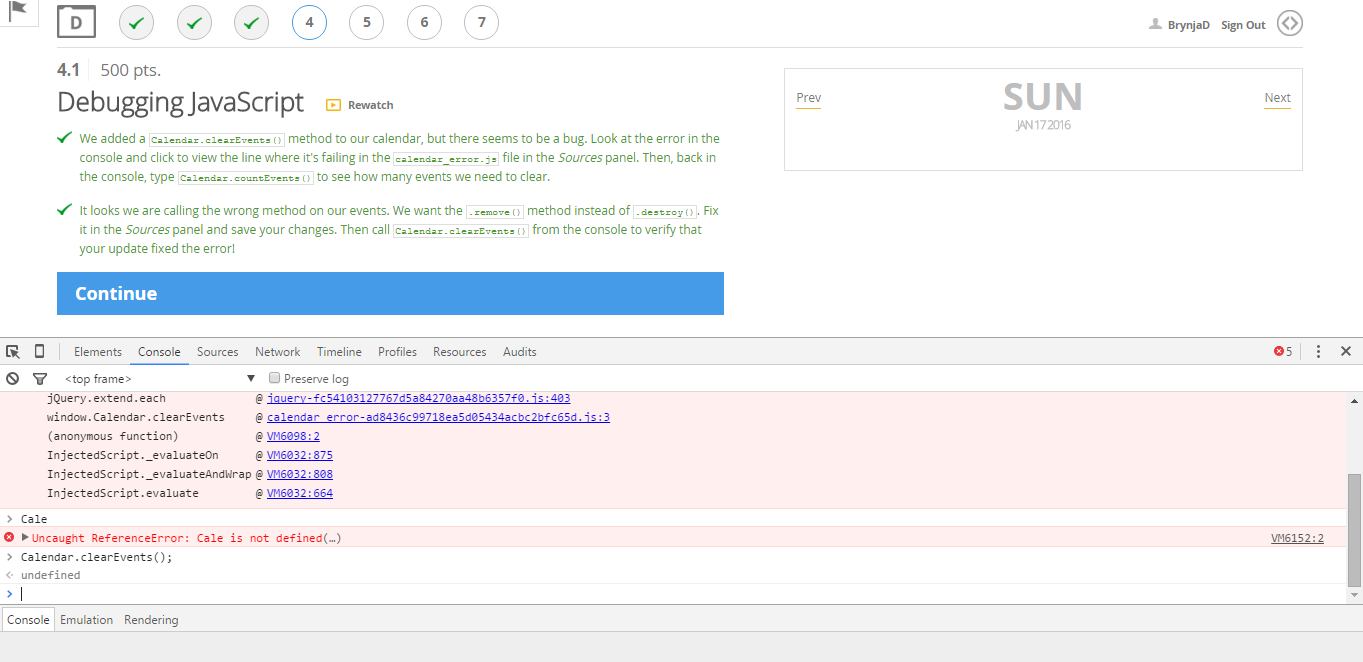 D 4 5 6 7 BrynjaD Sign Out
4.1 500 pts.
Debugging JavaScript Rewatch
We added a Calendar.clearEvents() method to our calendar, but there seems to be a bug. Look at the error in the
console and click to view the line where it's failing in the calendar_error.js file in the Sources panel. Then, back in
the console, type Calendar.countEvents() to see how many events we need to clear.
It looks we are calling the wrong method on our events. We want the .remove() method instead of .destroy(). Fix
it in the Sources panel and save your changes. Then call Calendar.clearEvents() from the console to verify that
your update fixed the error!
Continue
Prev SUN Next
JAN 17 2016
Elements Console Sources Network Timeline Profiles Resources Audits 5
<top frame> Preserve log
jQuery.extend.each @ jquery-fc54103127767d5a84270aa48b6357f0.js:403
window.Calendar.clearEvents @ calendar_error-ad8436c99718ea5d05434acbc2bfc65d.js:3
(anonymous function) @ VM6098:2
InjectedScript._evaluateOn @ VM6032:875
InjectedScript._evaluateAndWrap @ VM6032:808
InjectedScript.evaluate @ VM6032:664
> Cale
Uncaught ReferenceError: Cale is not defined(…) VM6152:2
> Calendar.clearEvents();
undefined
>
Console Emulation Rendering